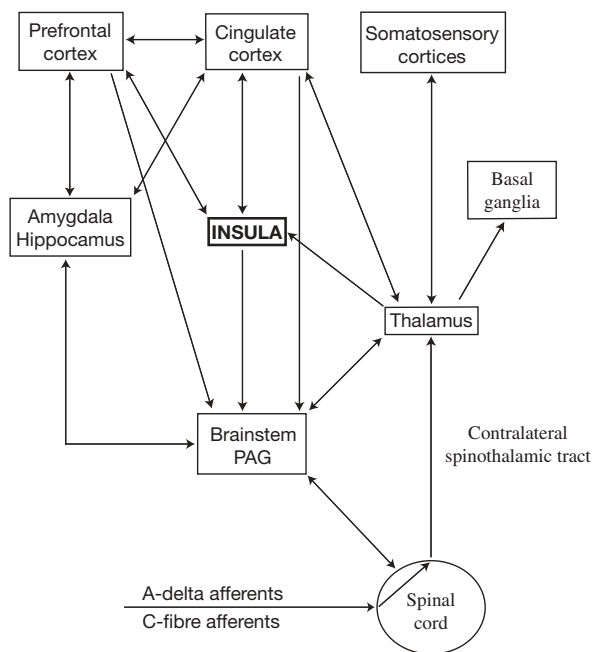 Prefrontal
cortex
Cingulate
cortex
Somatosensory
cortices
Basal
ganglia
Amygdala
Hippocamus
INSULA
Thalamus
Brainstem
PAG
Contralateral
spinothalamic tract
A-delta afferents
C-fibre afferents
Spinal
cord